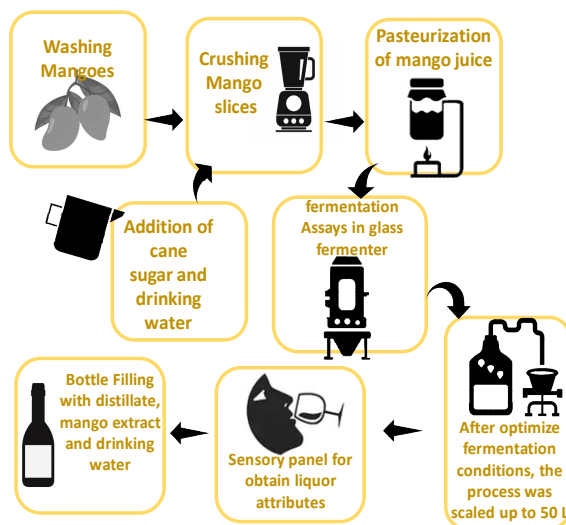 Washing
Mangoes
Crushing
Mango
slices
Pasteurization
of mango juice
Addition of
cane
sugar and
drinking
water
fermentation
Assays in glass
fermenter
After optimize
fermentation
conditions, the
process was
scaled up to 50 L
Sensory panel for
obtain liquor
attributes
Bottle Filling
with distillate,
mango extract
and drinking
water